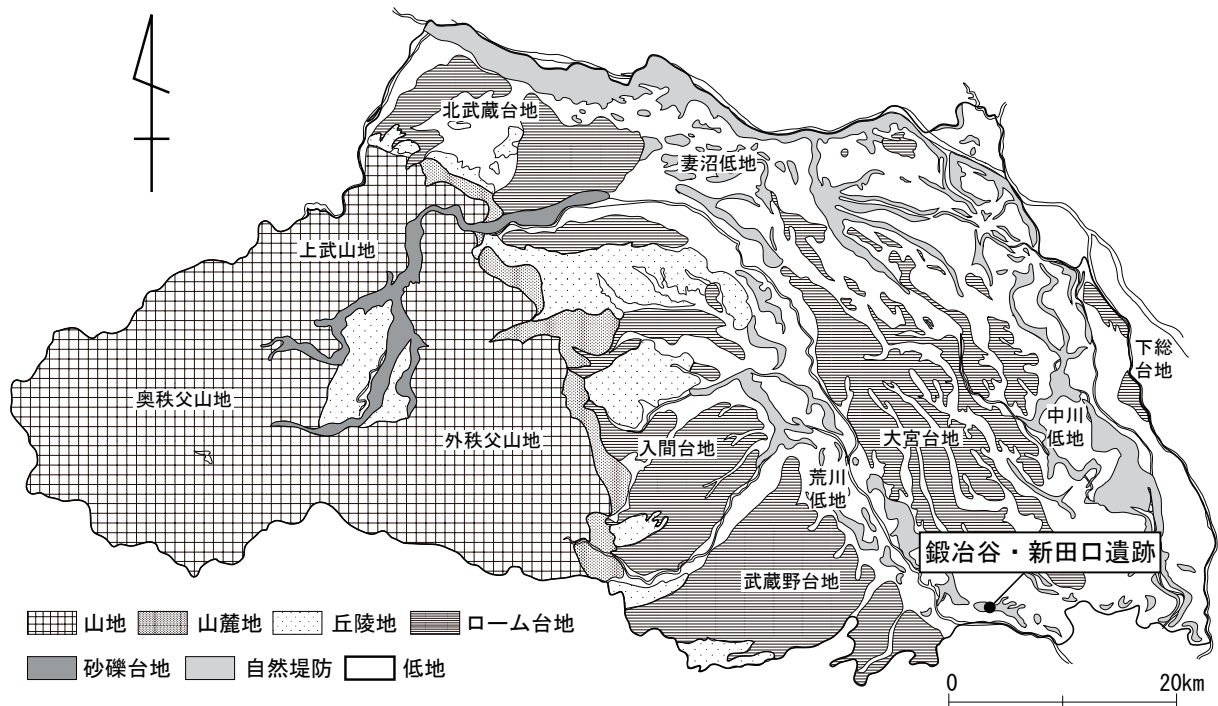 北武蔵台地
妻沼低地
上武山地
下総
台地
奥秩父山地
外秩父山地
入間台地
大宮台地
中川
低地
荒川
低地
鍛冶谷・新田口遺跡
武蔵野台地
山地
山麓地
丘陵地
ローム台地
砂礫台地
自然堤防
低地
0
20km